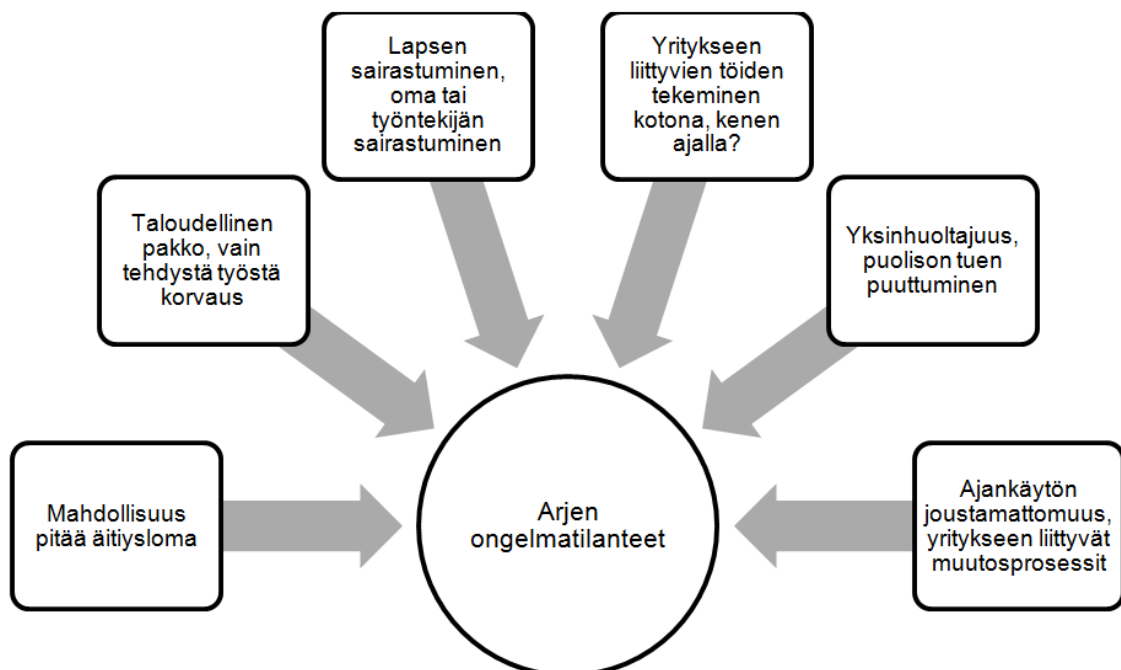 Lapsen
sairastuminen,
oma tai
työntekijän
sairastuminen
Yritykseen
liittyvien töiden
tekeminen
kotona, kenen
ajalla?
Taloudellinen
pakko, vain
tehdystä työstä
korvaus
Yksinhuoltajuus,
puolison tuen
puuttuminen
Mahdollisuus
pitää äitiysloma
Arjen
ongelmatilanteet
Ajankäytön
joustamattomuus,
yritykseen liittyvät
muutosprosessit